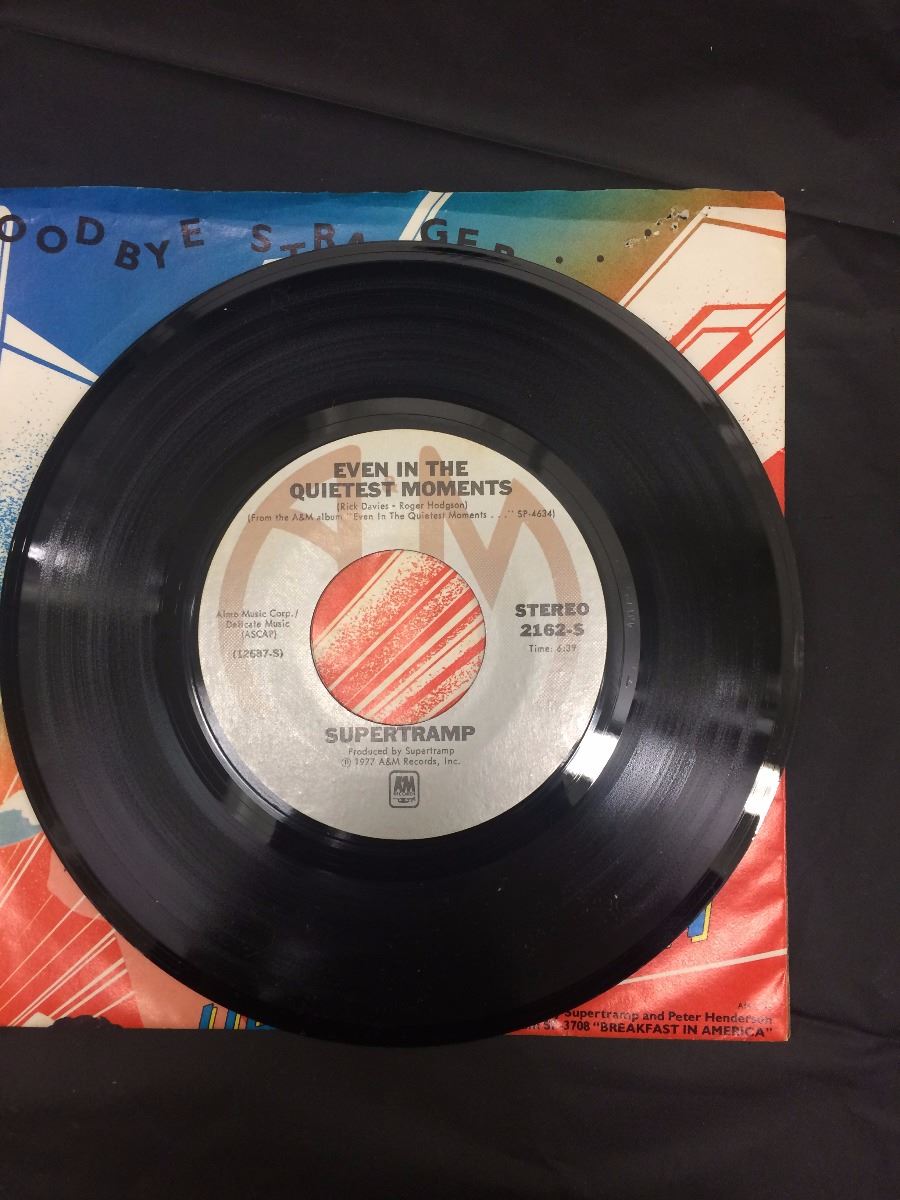 OODBYE STRA GER . . .
EVEN IN THE
QUIETEST MOMENTS
(Rick Davies - Roger Hodgson)
(From the A&M album "Even In The Quietest Moments . . ." SP-4634)
Almo Music Corp./
Delicate Music
(ASCAP)
(12687-S)
STEREO
2162-S
Time: 6:39
SUPERTRAMP
Produced by Supertramp
℗ 1977 A&M Records, Inc.
A&M
RECORDS
Supertramp and Peter Henderson
3708 "BREAKFAST IN AMERICA"